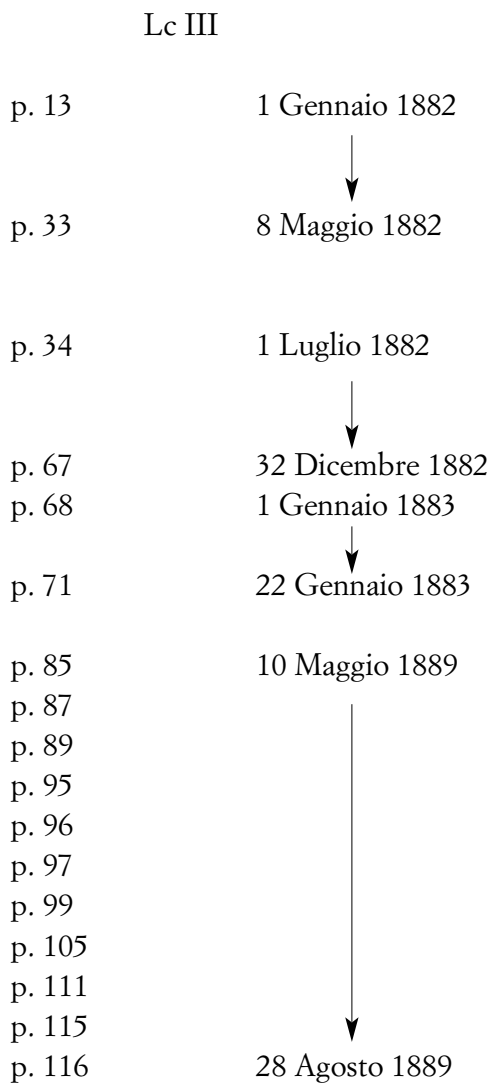 Lc III
p. 13 1 Gennaio 1882
p. 33 8 Maggio 1882
p. 34 1 Luglio 1882
p. 67 32 Dicembre 1882
p. 68 1 Gennaio 1883
p. 71 22 Gennaio 1883
p. 85 10 Maggio 1889
p. 87
p. 89
p. 95
p. 96
p. 97
p. 99
p. 105
p. 111
p. 115
p. 116 28 Agosto 1889